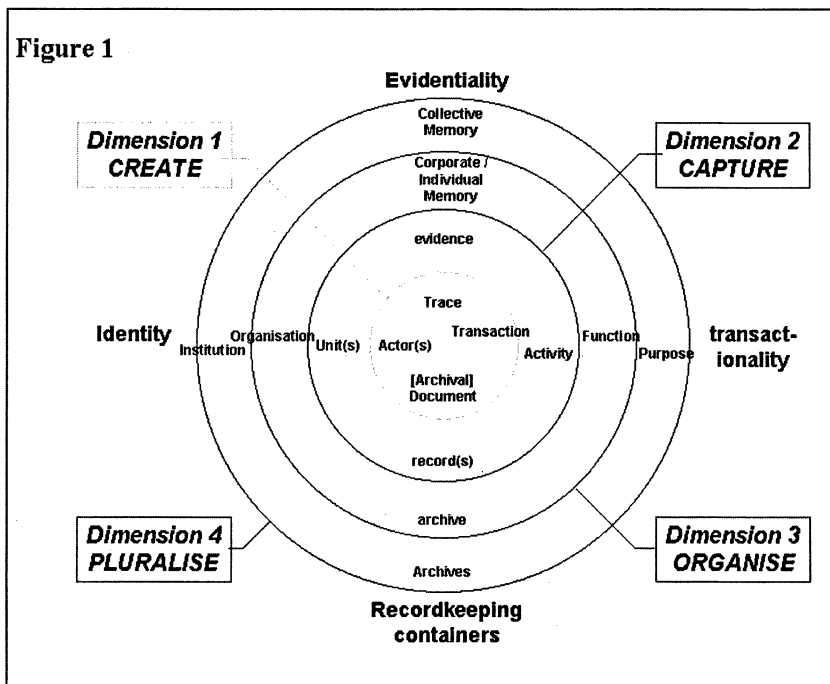 Figure 1
Evidentiality
Collective
Memory
Dimension 1
CREATE
Dimension 2
CAPTURE
Corporate /
Individual
Memory
evidence
Trace
Identity
Institution
Organisation
Unit(s)
Actor(s)
Transaction
Activity
Function
Purpose
transact-
ionality
[Archival]
Document
record(s)
archive
Dimension 4
PLURALISE
Dimension 3
ORGANISE
Archives
Recordkeeping
containers